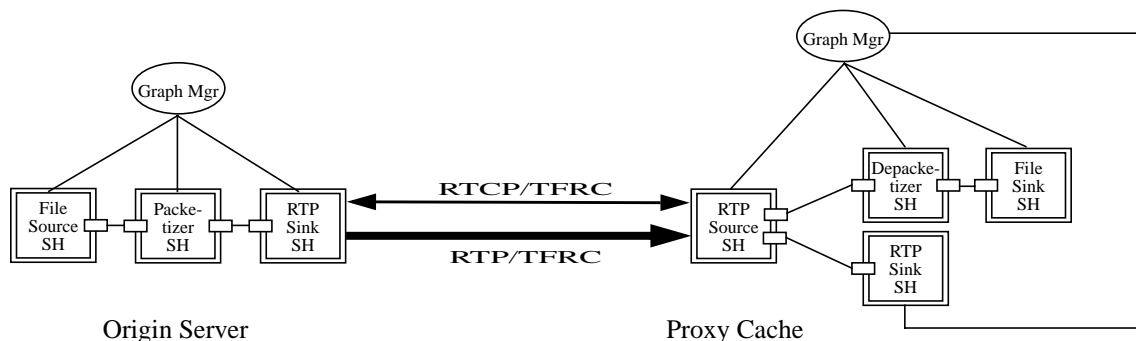 Graph Mgr
Graph Mgr
File
Source
SH
Packe-
tizer
SH
RTP
Sink
SH
RTCP/TFRC
RTP/TFRC
RTP
Source
SH
Depacke-
tizer
SH
File
Sink
SH
RTP
Sink
SH
Origin Server
Proxy Cache